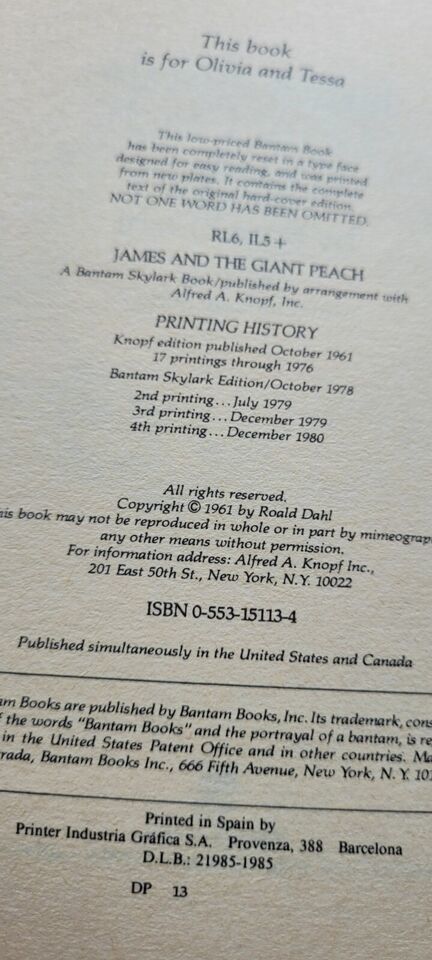 This book
is for Olivia and Tessa
This low-priced Bantam Book
has been completely reset in a type face
designed for easy reading, and was printed
from new plates. It contains the complete
text of the original hard-cover edition.
NOT ONE WORD HAS BEEN OMITTED.
RL6, IL5 +
JAMES AND THE GIANT PEACH
A Bantam Skylark Book/published by arrangement with
Alfred A. Knopf, Inc.
PRINTING HISTORY
Knopf edition published October 1961
17 printings through 1976
Bantam Skylark Edition/October 1978
2nd printing...July 1979
3rd printing...December 1979
4th printing...December 1980
All rights reserved.
Copyright © 1961 by Roald Dahl
his book may not be reproduced in whole or in part by mimeograp
any other means without permission.
For information address: Alfred A. Knopf Inc.,
201 East 50th St., New York, N.Y. 10022
ISBN 0-553-15113-4
Published simultaneously in the United States and Canada
am Books are published by Bantam Books, Inc. Its trademark, cons
f the words "Bantam Books" and the portrayal of a bantam, is re
in the United States Patent Office and in other countries. Ma
rada, Bantam Books Inc., 666 Fifth Avenue, New York, N.Y. 101
Printed in Spain by
Printer Industria Gráfica S.A. Provenza, 388 Barcelona
D.L.B.: 21985-1985
DP 13